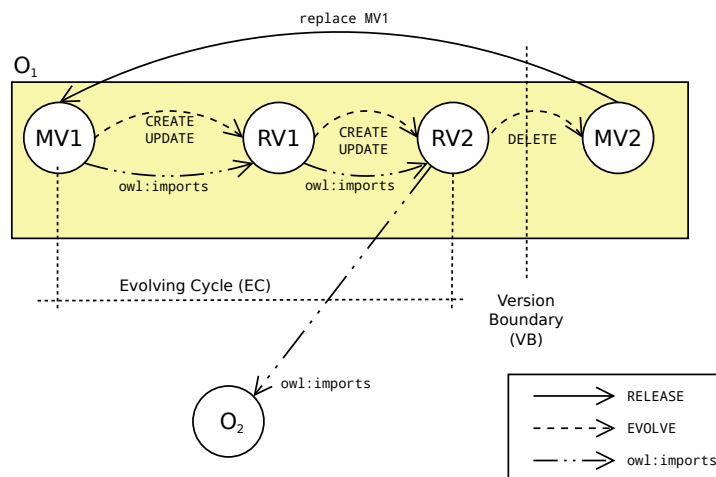 replace MV1
O1
MV1
CREATE
UPDATE
RV1
CREATE
UPDATE
RV2
DELETE
MV2
owl:imports
owl:imports
Evolving Cycle (EC)
Version
Boundary
(VB)
owl:imports
O2
RELEASE
EVOLVE
owl:imports